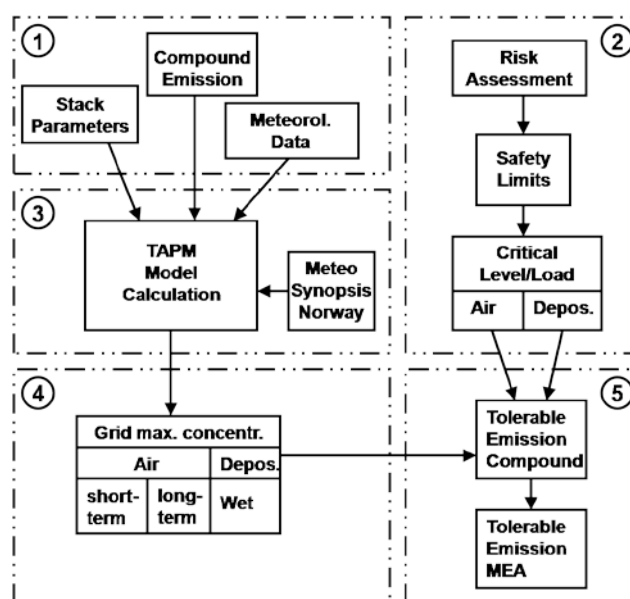 1
Compound
Emission
Stack
Parameters
Meteorol.
Data
2
Risk
Assessment
Safety
Limits
Critical
Level/Load
Air
Depos.
3
TAPM
Model
Calculation
Meteo
Synopsis
Norway
4
Grid max. concentr.
Air
Depos.
short-
term
long-
term
Wet
5
Tolerable
Emission
Compound
Tolerable
Emission
MEA